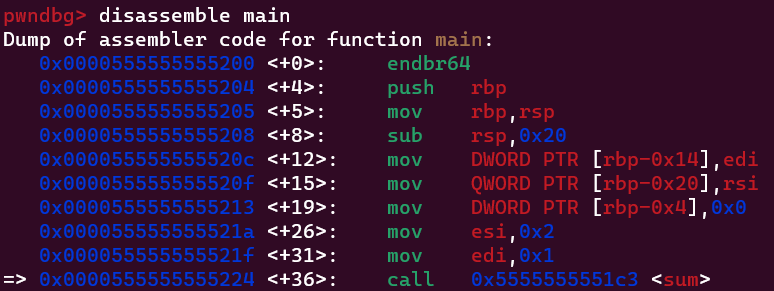 pwndbg> disassemble main
Dump of assembler code for function main:
   0x0000555555555200 <+0>:     endbr64
   0x0000555555555204 <+4>:     push   rbp
   0x0000555555555205 <+5>:     mov    rbp,rsp
   0x0000555555555208 <+8>:     sub    rsp,0x20
   0x000055555555520c <+12>:    mov    DWORD PTR [rbp-0x14],edi
   0x000055555555520f <+15>:    mov    QWORD PTR [rbp-0x20],rsi
   0x0000555555555213 <+19>:    mov    DWORD PTR [rbp-0x4],0x0
   0x000055555555521a <+26>:    mov    esi,0x2
   0x000055555555521f <+31>:    mov    edi,0x1
=> 0x0000555555555224 <+36>:    call   0x5555555551c3 <sum>